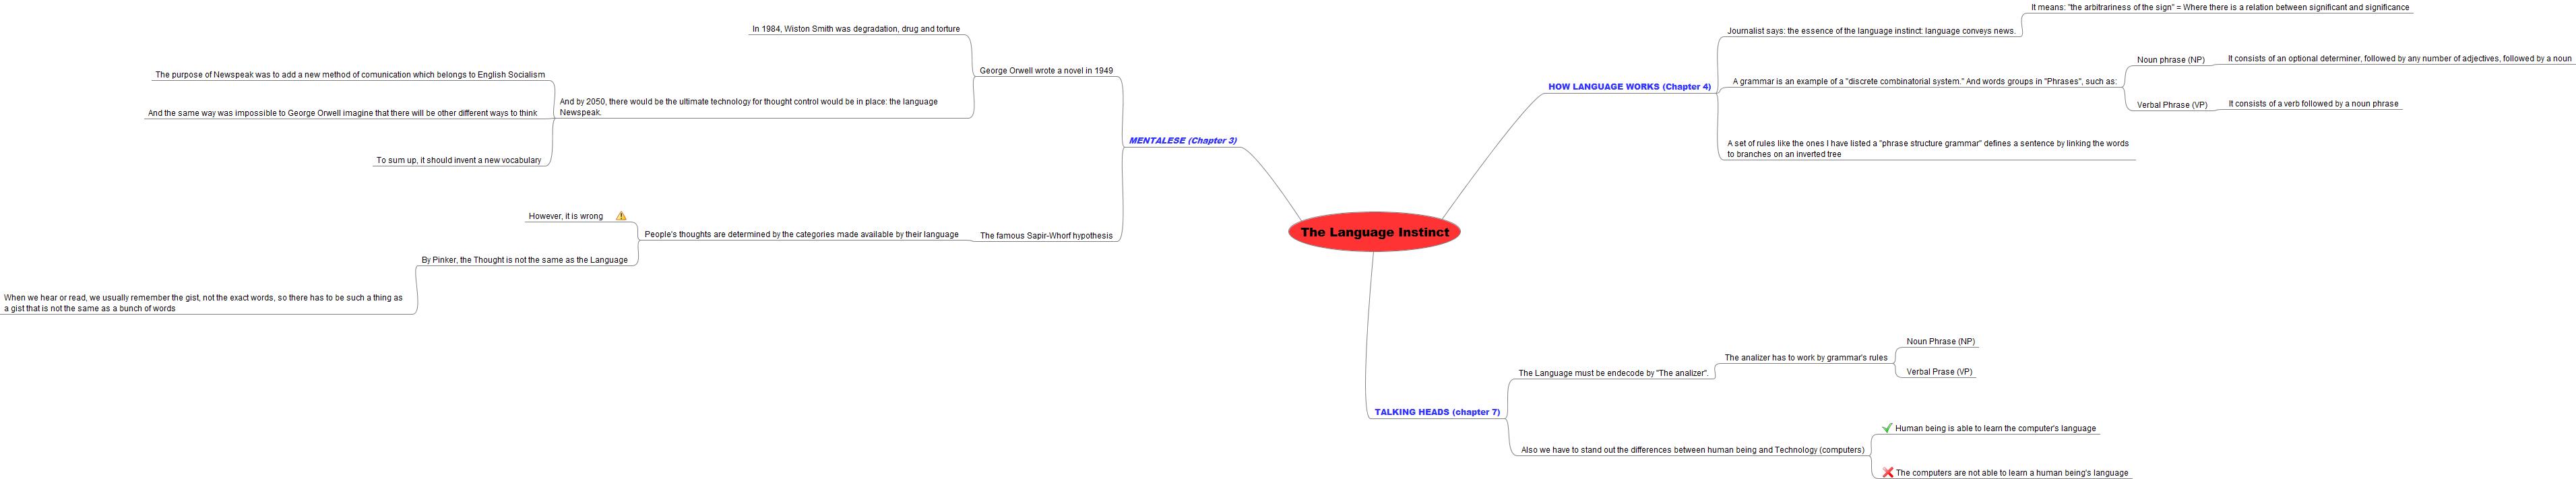 The Language Instinct
MENTALESE (Chapter 3)
George Orwell wrote a novel in 1949
In 1984, Wiston Smith was degradation, drug and torture
And by 2050, there would be the ultimate technology for thought control would be in place: the language
Newspeak.
The purpose of Newspeak was to add a new method of comunication which belongs to English Socialism
And the same way was impossible to George Orwell imagine that there will be other different ways to think
To sum up, it should invent a new vocabulary
The famous Sapir-Whorf hypothesis
People's thoughts are determined by the categories made available by their language
However, it is wrong
By Pinker, the Thought is not the same as the Language
When we hear or read, we usually remember the gist, not the exact words, so there has to be such a thing as
a gist that is not the same as a bunch of words
HOW LANGUAGE WORKS (Chapter 4)
Journalist says: the essence of the language instinct: language conveys news.
It means: "the arbitrariness of the sign" = Where there is a relation between significant and significance
A grammar is an example of a "discrete combinatorial system." And words groups in "Phrases", such as:
Noun phrase (NP)
It consists of an optional determiner, followed by any number of adjectives, followed by a noun
Verbal Phrase (VP)
It consists of a verb followed by a noun phrase
A set of rules like the ones I have listed a "phrase structure grammar" defines a sentence by linking the words
to branches on an inverted tree
TALKING HEADS (chapter 7)
The Language must be endecode by "The analizer".
The analizer has to work by grammar's rules
Noun Phrase (NP)
Verbal Prase (VP)
Also we have to stand out the differences between human being and Technology (computers)
Human being is able to learn the computer's language
The computers are not able to learn a human being's language